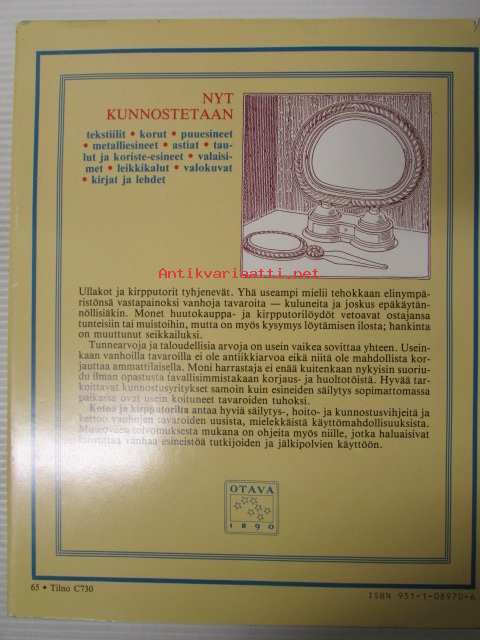 NYT
KUNNOSTETAAN
tekstiilit • korut • puuesineet
• metalliesineet • astiat • tau-
lut ja koriste-esineet • valaisi-
met • leikkikalut • valokuvat
• kirjat ja lehdet
Antikvariaatti.net
Ullakot ja kirpputorit tyhjenevät. Yhä useampi mielii tehokkaan elinympä-
ristönsä vastapainoksi vanhoja tavaroita — kuluneita ja joskus epäkäytän-
nöllisiäkin. Monet huutokauppa- ja kirpputorilöydöt vetoavat ostajansa
tunteisiin tai muistoihin, mutta on myös kysymys löytämisen ilosta; hankinta
on muuttunut seikkailuksi.
Tunnearvoja ja taloudellisia arvoja on usein vaikea sovittaa yhteen. Usein-
kaan vanhoilla tavaroilla ei ole antiikkiarvoa eikä niitä ole mahdollista kor-
jauttaa ammattilaisella. Moni harrastaja ei enää kuitenkaan nykyisin suoriu-
du ilman opastusta tavallisimmistakaan korjaus- ja huoltotöistä. Hyvää tar-
koittavat kunnostusyritykset samoin kuin esineiden säilytys sopimattomassa
paikassa ovat usein koituneet tavaroiden tuhoksi.
Ketoa ja kirpputorilta antaa hyviä säilytys-, hoito- ja kunnostusvihjeitä ja
kertoo vanhojen tavaroiden uusista, mielekkäistä käyttömahdollisuuksista.
Museoväen toivomuksesta mukana on ohjeita myös niille, jotka haluaisivat
luovuttaa vanhaa esineistöä tutkijoiden ja jälkipolvien käyttöön.
OTAVA
1890
65 • Tilno C730
ISBN 951-1-08970-6